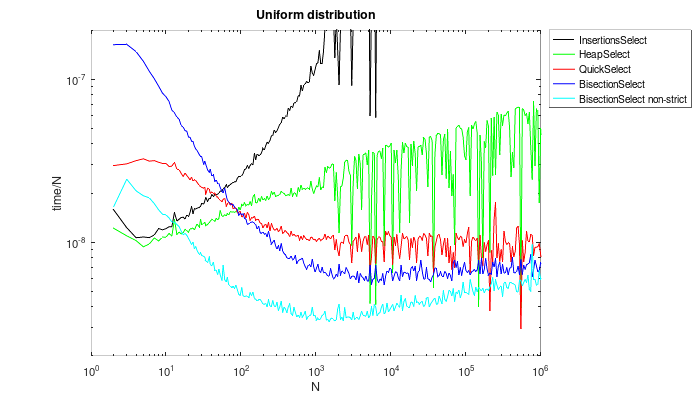 Uniform distribution
InsertionsSelect
HeapSelect
QuickSelect
BisectionSelect
BisectionSelect non-strict
time/N
10^-7
10^-8
10^0 10^1 10^2 10^3 10^4 10^5 10^6
N